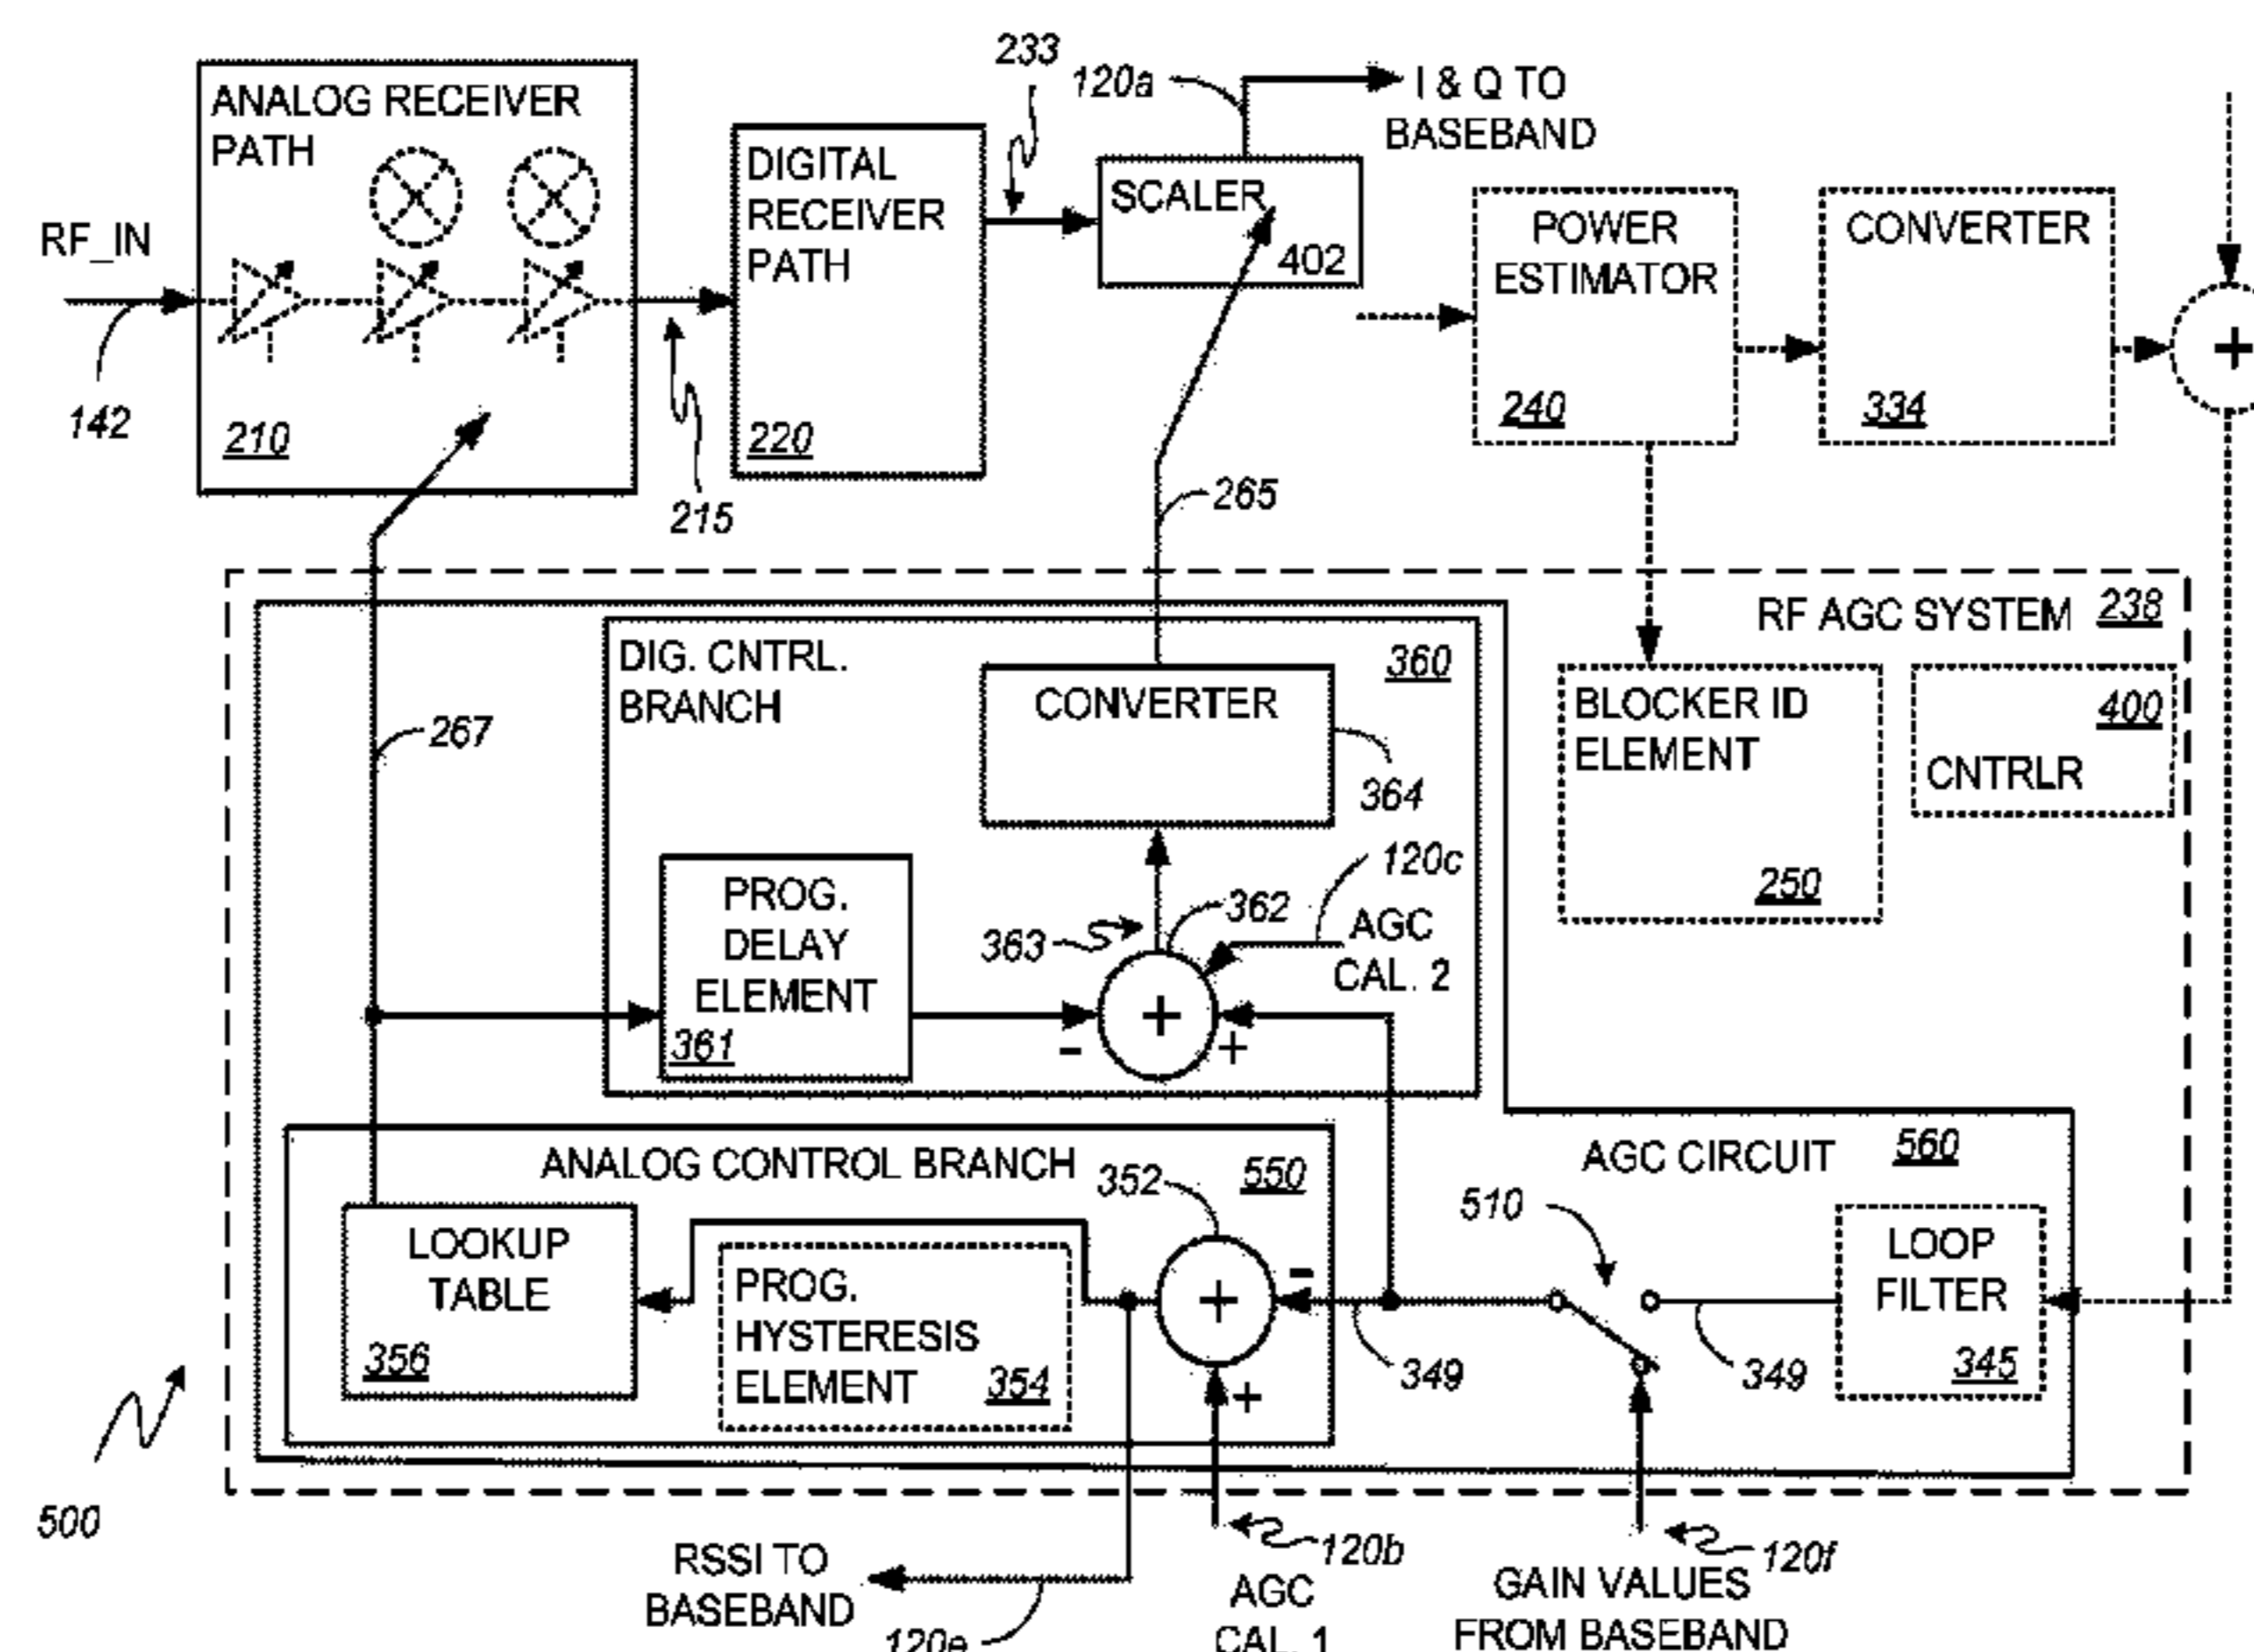 233
120a
I & Q TO
BASEBAND
ANALOG RECEIVER
PATH
210
RF_IN
142
215
DIGITAL
RECEIVER
PATH
220
SCALER
402
POWER
ESTIMATOR
240
CONVERTER
334
+
265
267
RF AGC SYSTEM 238
DIG. CNTRL.
BRANCH
360
CONVERTER
364
BLOCKER ID
ELEMENT
250
400
CNTRLR
PROG.
DELAY
ELEMENT
361
363
362
120c
AGC
CAL. 2
+
-
+
ANALOG CONTROL BRANCH
550
352
AGC CIRCUIT 560
510
LOOKUP
TABLE
356
PROG.
HYSTERESIS
ELEMENT
354
+
-
+
349
349
LOOP
FILTER
345
500
RSSI TO
BASEBAND
120e
120b
AGC
CAL. 1
120f
GAIN VALUES
FROM BASEBAND